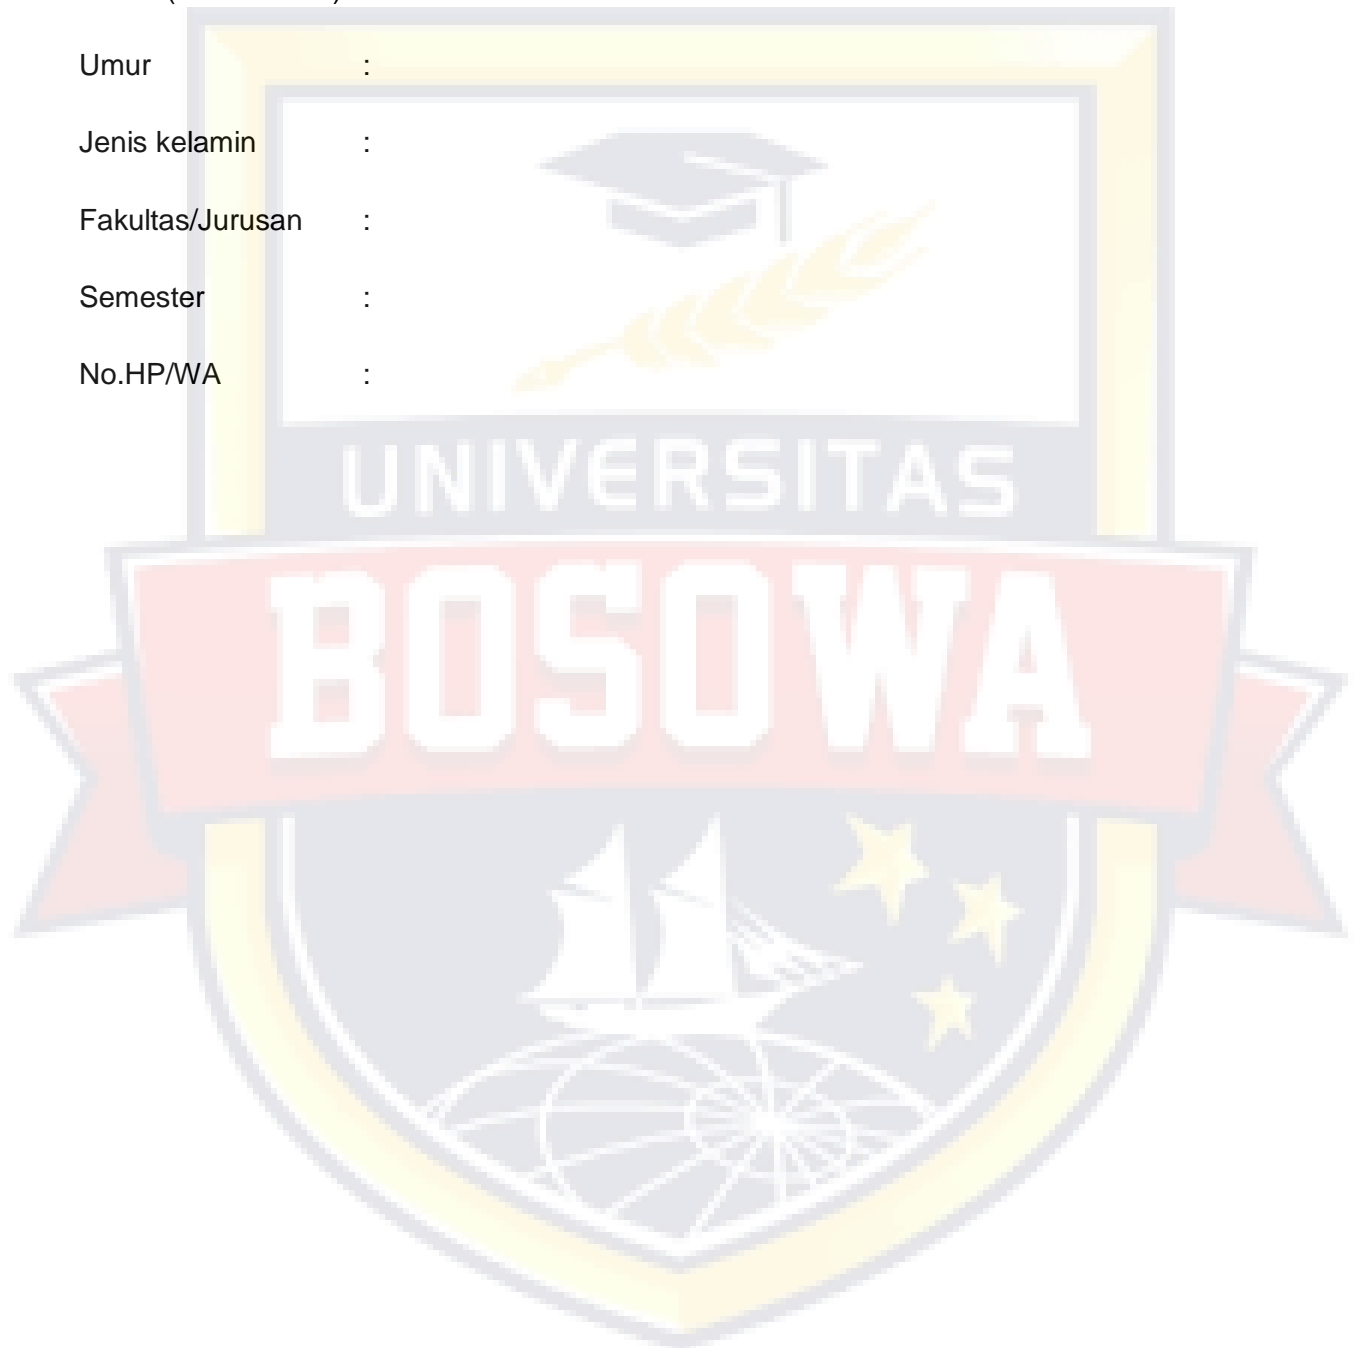 Umur :
Jenis kelamin :
Fakultas/Jurusan :
Semester :
No.HP/WA :
UNIVERSITAS
BOSOWA